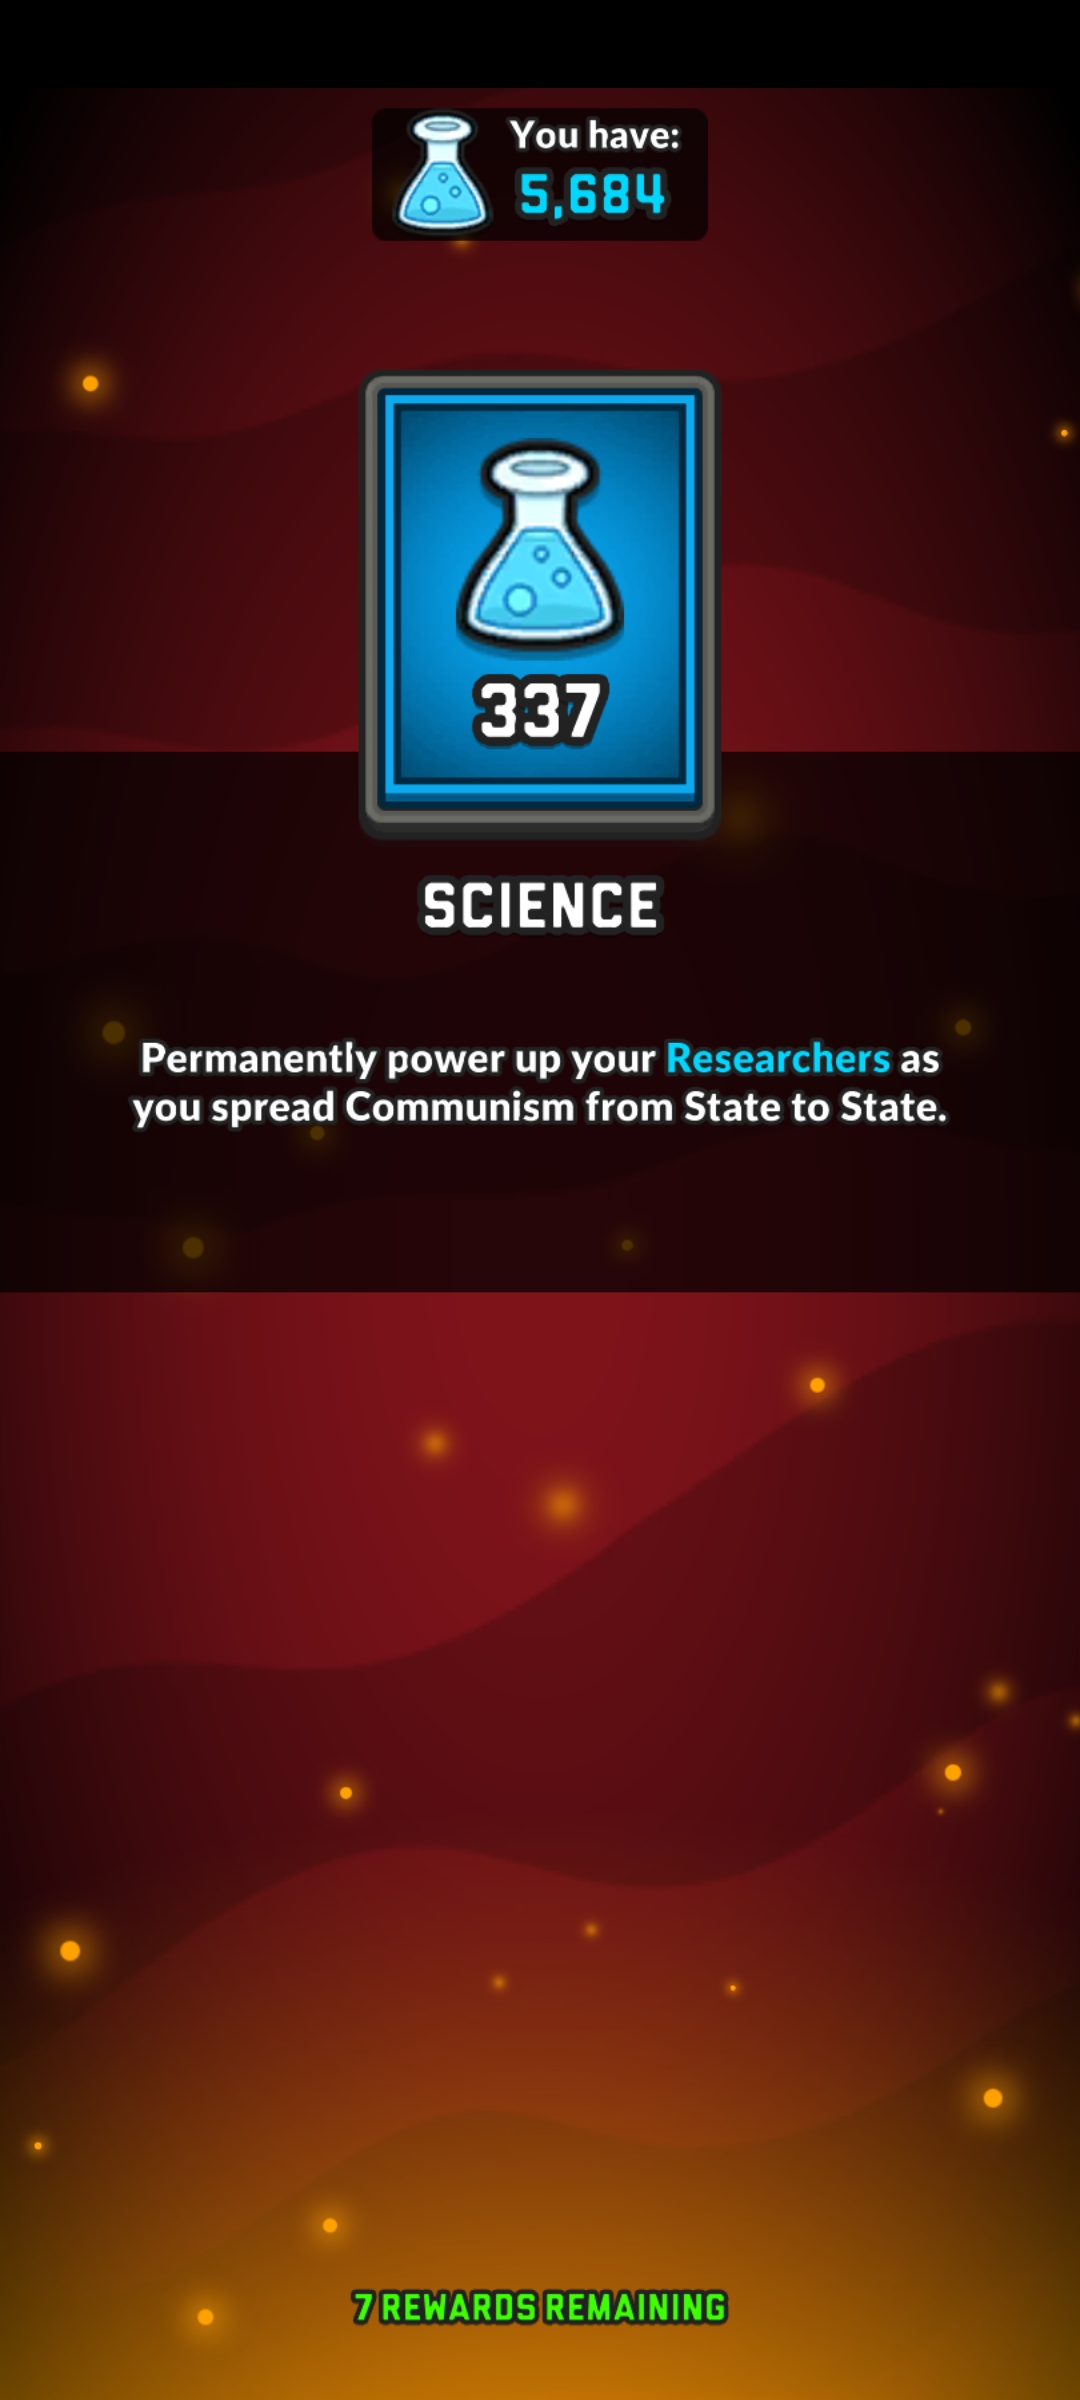 You have:
5,684
337
SCIENCE
Permanently power up your Researchers as
you spread Communism from State to State.
7 REWARDS REMAINING